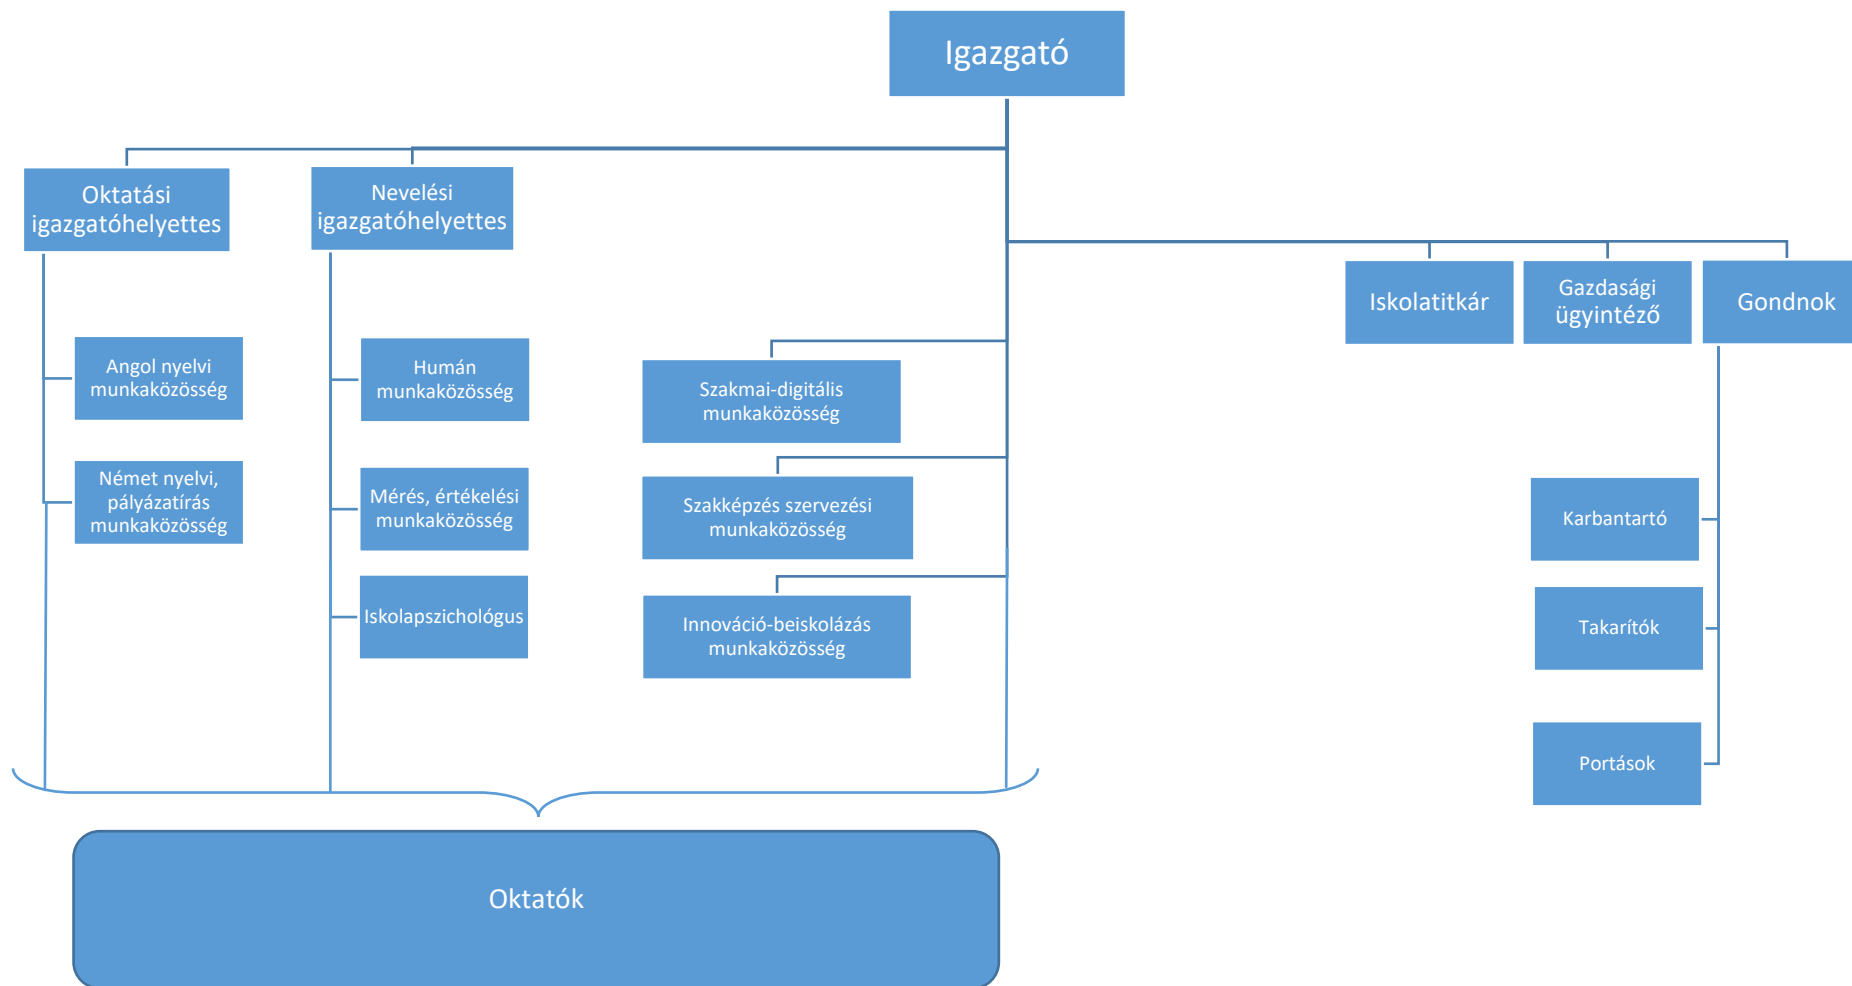 Igazgató
Oktatási
igazgatóhelyettes
Nevelési
igazgatóhelyettes
Iskolatitkár
Gazdasági
ügyintéző
Gondnok
Angol nyelvi
munkaközösség
Német nyelvi,
pályázatírás
munkaközösség
Humán
munkaközösség
Mérés, értékelési
munkaközösség
Iskolapszichológus
Szakmai-digitális
munkaközösség
Szakképzés szervezési
munkaközösség
Innováció-beiskolázás
munkaközösség
Karbantartó
Takarítók
Portások
Oktatók